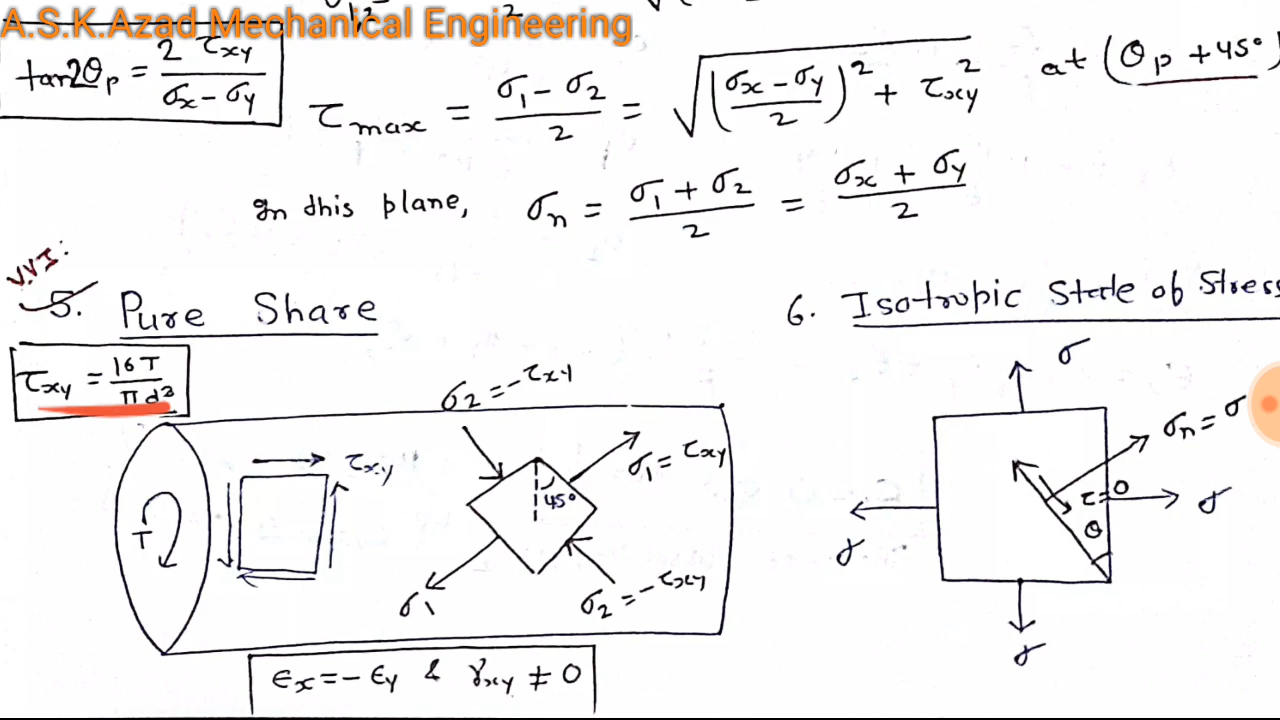 A.S.K.Azad Mechanical Engineering
tan2θp = 2 τxy / σx − σy
τmax = σ1 − σ2 / 2 = √((σx − σy / 2)² + τxy²) at (θp + 45°)
In this plane, σn = σ1 + σ2 / 2 = σx + σy / 2
V.V.I.
5. Pure Share
6. Isotropic State of Stress
τxy = 16T / πd³
σ2 = −τxy
τxy
σ1 = τxy
45°
T
σ1
σ2 = −τxy
εx = − εy & γxy ≠ 0
σ
σn = σ
τ=0
σ
θ
σ
σ